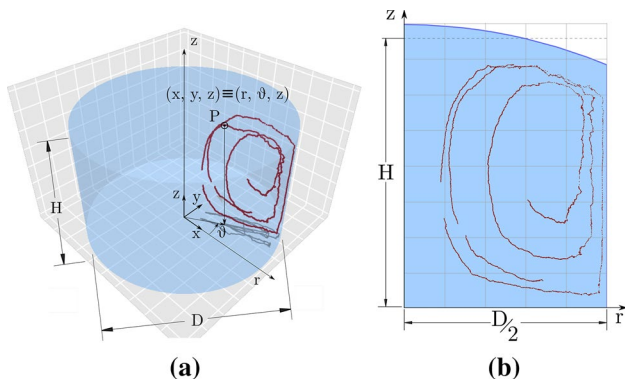 z
(x, y, z)≡(r, ϑ, z)
P
H
z
y
x
ϑ
r
D
(a)
z
H
r
D/2
(b)